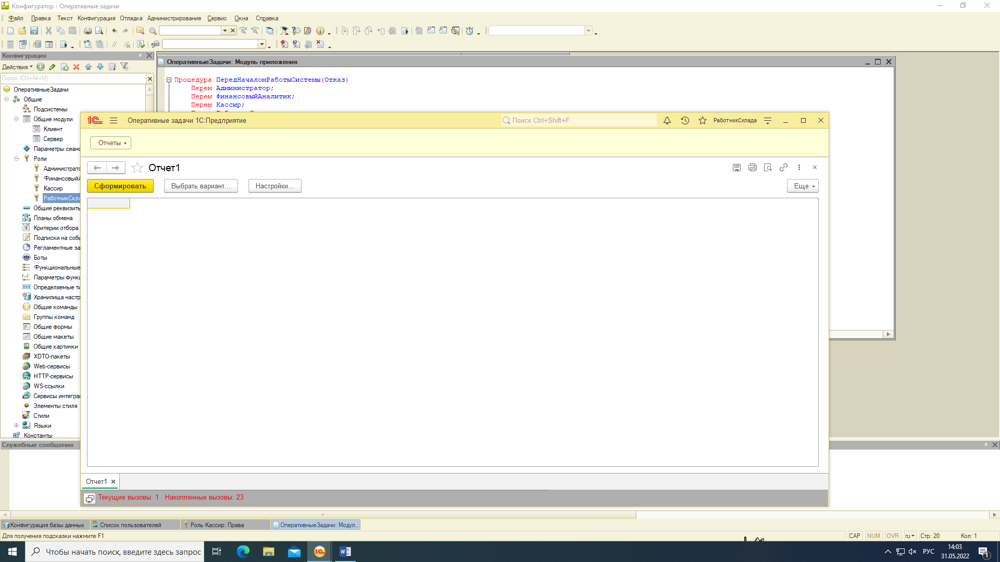 Конфигуратор - Оперативные задачи
Файл Правка Текст Конфигурация Отладка Администрирование Сервис Окна Справка
Конфигурация
Действия
Поиск (Ctrl+Alt+M)
ОперативныеЗадачи
Общие
Подсистемы
Общие модули
Клиент
Сервер
Параметры сеанс
Роли
Администрато
ФинансовыйА
Кассир
РаботникСкла
Общие реквизиты
Планы обмена
Критерии отбора
Подписки на собы
Регламентные за
Боты
Функциональные
Параметры функц
Определяемые ти
Хранилища настр
Общие команды
Группы команд
Общие формы
Общие макеты
Общие картинки
XDTO-пакеты
Web-сервисы
HTTP-сервисы
WS-ссылки
Сервисы интеграц
Элементы стиля
Стили
Языки
Константы
ОперативныеЗадачи: Модуль приложения
Процедура ПередНачаломРаботыСистемы(Отказ)
Перем Администратор;
Перем ФинансовыйАналитик;
Перем Кассир;
1С Оперативные задачи 1С:Предприятие
Поиск Ctrl+Shift+F
РаботникСклада
Отчеты
Отчет1
Сформировать Выбрать вариант... Настройки... Еще
Отчет1
Текущие вызовы: 1 Накопленные вызовы: 23
Служебные сообщения
Конфигурация базы данных Список пользователей Роль Кассир: Права ОперативныеЗадачи: Модул...
Для получения подсказки нажмите F1
CAP NUM OVR ru Стр: 20 Кол: 1
Чтобы начать поиск, введите здесь запрос
РУС
14:03
31.05.2022
1